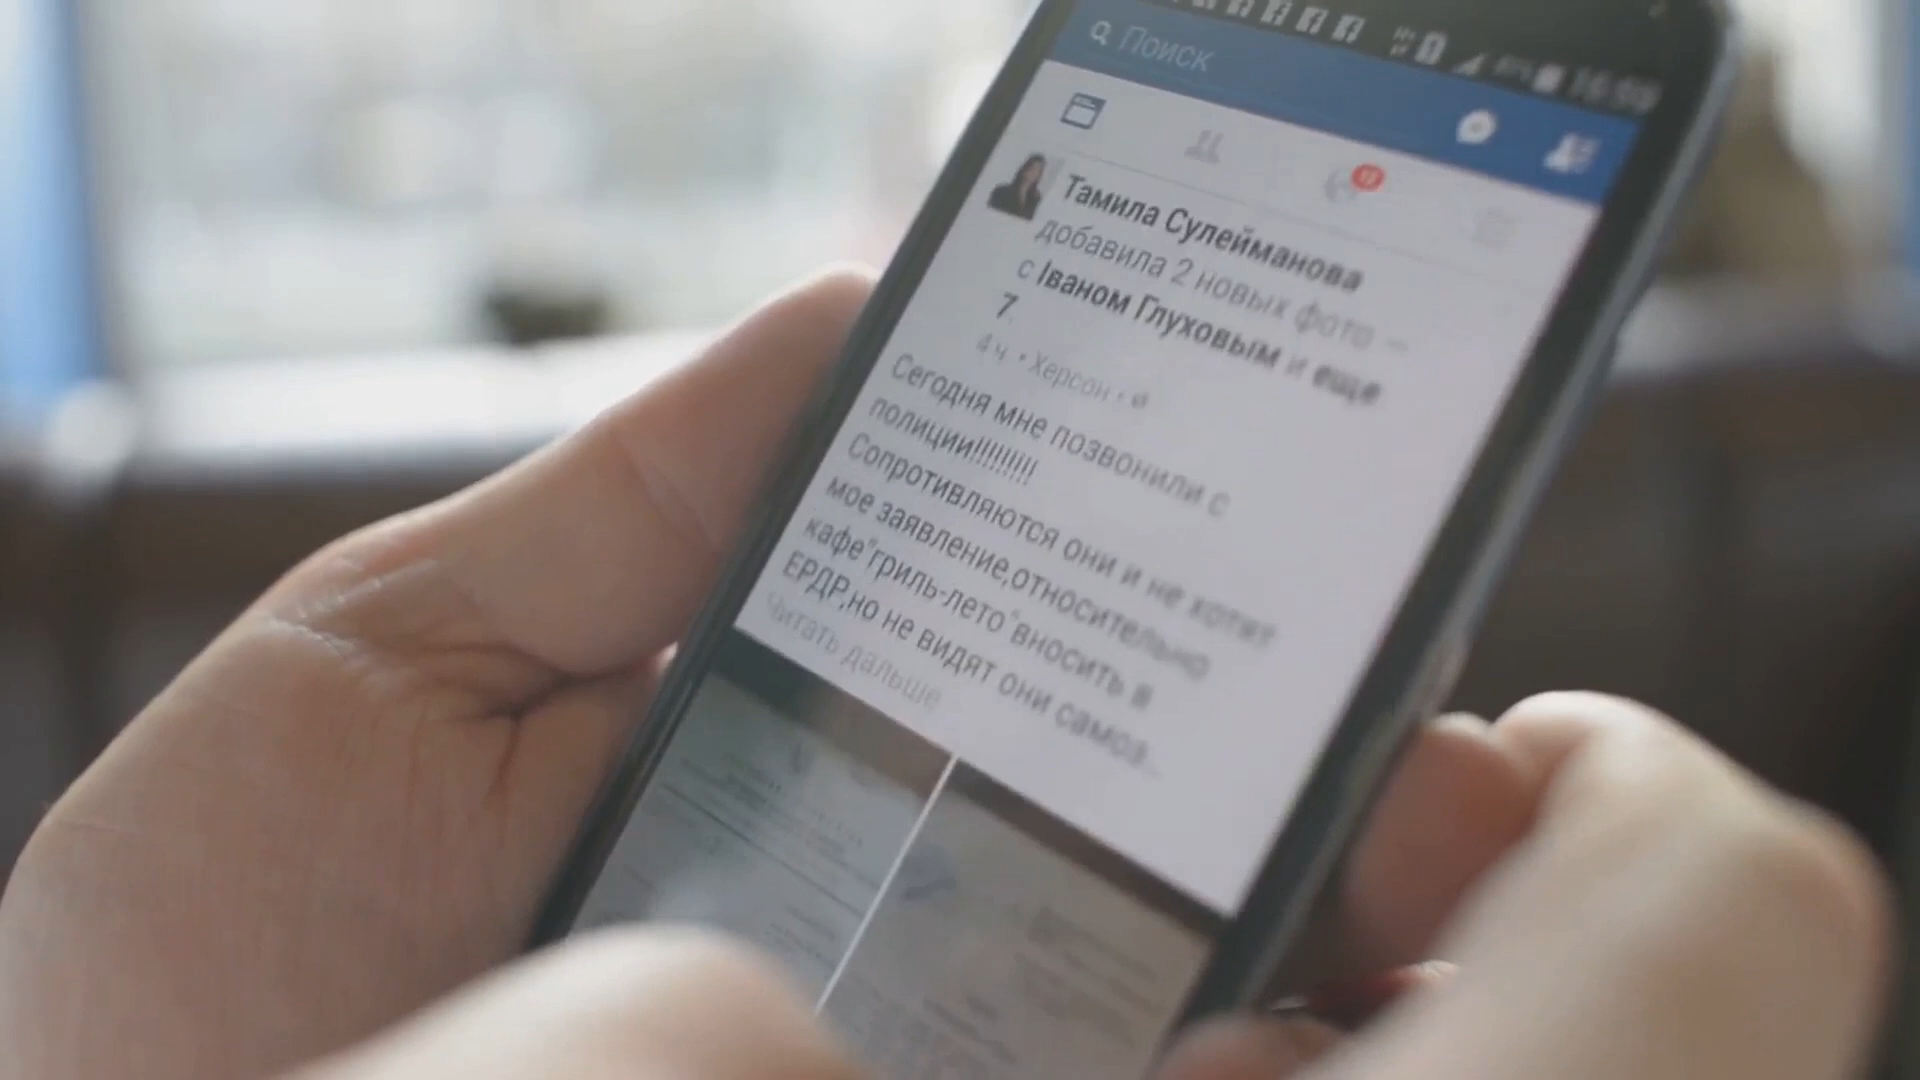 Поиск
Тамила Сулейманова
добавила 2 новых фото —
с Іваном Глуховым и еще
7.
4 ч. • Херсон •
Сегодня мне позвонили с
полиции!!!!!!!!!
Сопротивляются они и не хотят
мое заявление,относительно
кафе"гриль-лето"вносить в
ЕРДР,но не видят они самоз...
Читать дальше